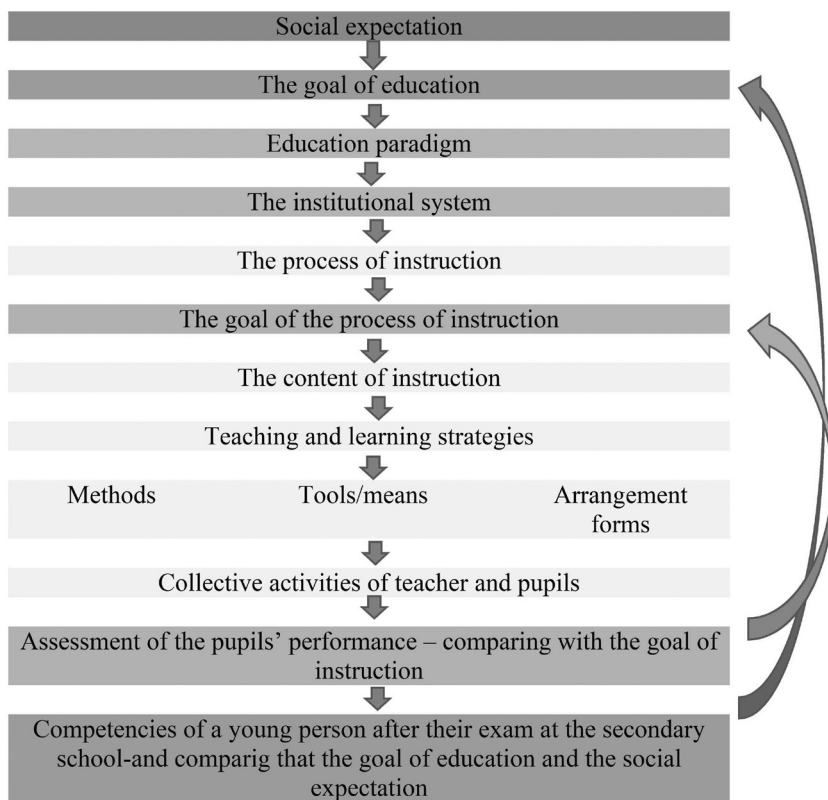 Social expectation
The goal of education
Education paradigm
The institutional system
The process of instruction
The goal of the process of instruction
The content of instruction
Teaching and learning strategies
Methods Tools/means Arrangement
forms
Collective activities of teacher and pupils
Assessment of the pupils’ performance – comparing with the goal of
instruction
Competencies of a young person after their exam at the secondary
school-and comparig that the goal of education and the social
expectation